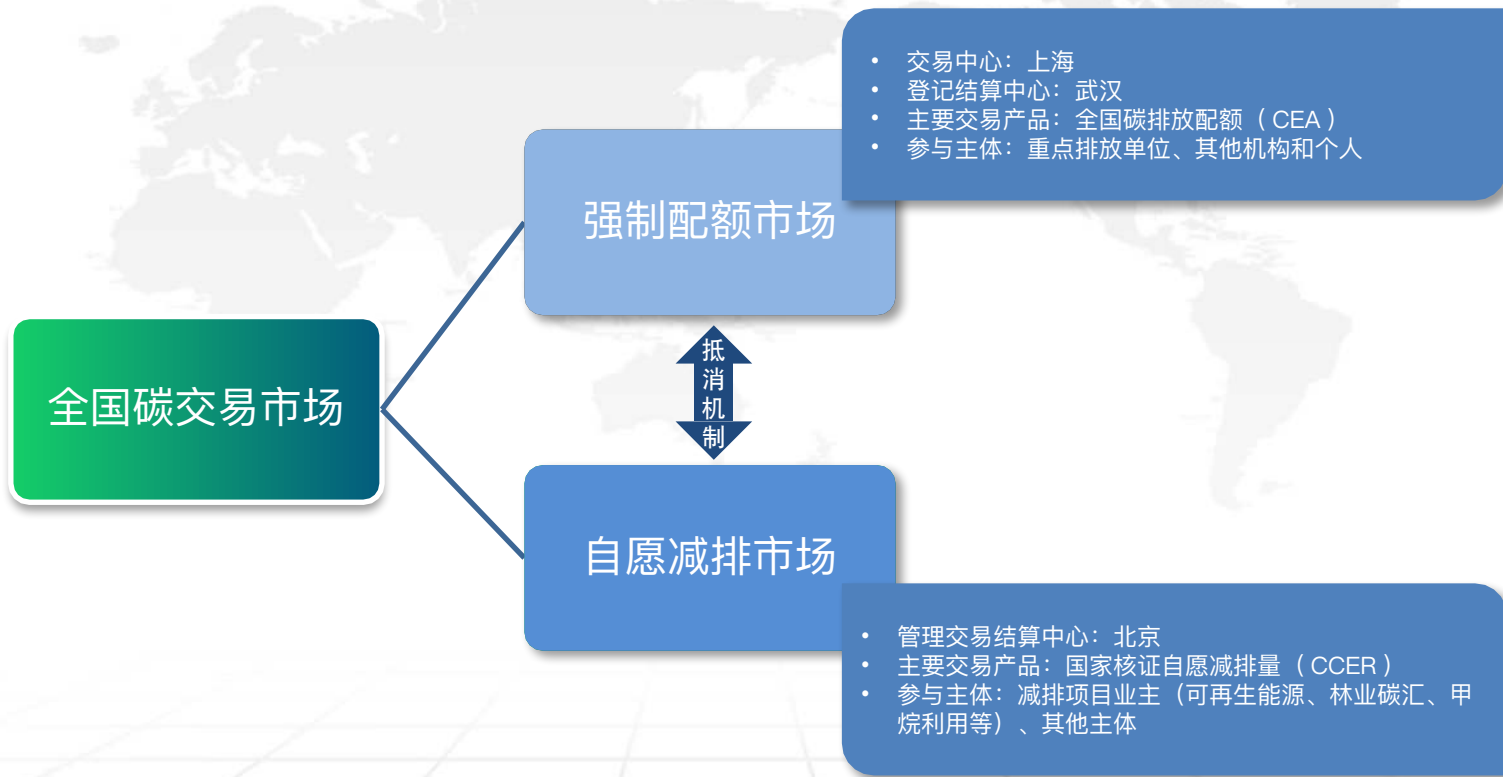 • 交易中心：上海
• 登记结算中心：武汉
• 主要交易产品：全国碳排放配额（CEA）
• 参与主体：重点排放单位、其他机构和个人
强制配额市场
抵
消
机
制
全国碳交易市场
自愿减排市场
• 管理交易结算中心：北京
• 主要交易产品：国家核证自愿减排量（CCER）
• 参与主体：减排项目业主（可再生能源、林业碳汇、甲
烷利用等）、其他主体